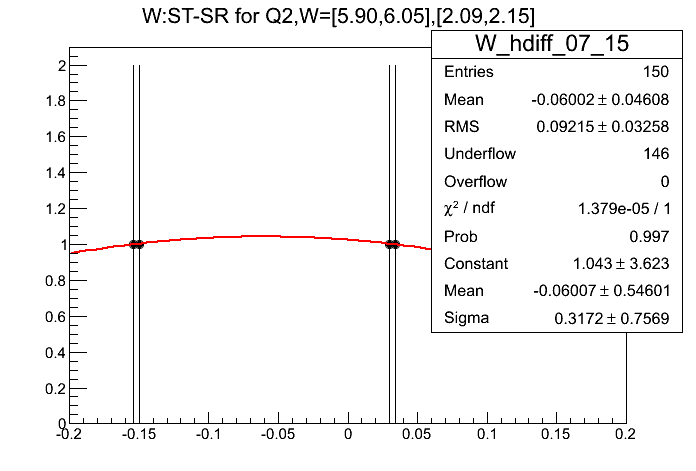 W:ST-SR for Q2,W=[5.90,6.05],[2.09,2.15]
W_hdiff_07_15
Entries 150
Mean -0.06002 ± 0.04608
RMS 0.09215 ± 0.03258
Underflow 146
Overflow 0
χ² / ndf 1.379e-05 / 1
Prob 0.997
Constant 1.043 ± 3.623
Mean -0.06007 ± 0.54601
Sigma 0.3172 ± 0.7569
2
1.8
1.6
1.4
1.2
1
0.8
0.6
0.4
0.2
0
-0.2 -0.15 -0.1 -0.05 0 0.05 0.1 0.15 0.2